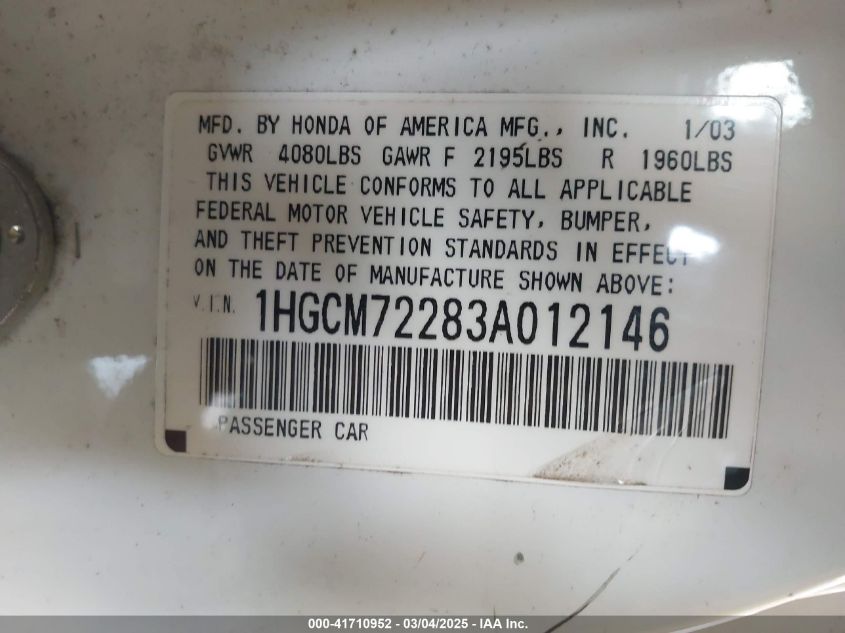 MFD. BY HONDA OF AMERICA MFG., INC. 1/03
GVWR 4080LBS GAWR F 2195LBS R 1960LBS
THIS VEHICLE CONFORMS TO ALL APPLICABLE
FEDERAL MOTOR VEHICLE SAFETY, BUMPER,
AND THEFT PREVENTION STANDARDS IN EFFECT
ON THE DATE OF MANUFACTURE SHOWN ABOVE:
V.I.N. 1HGCM72283A012146
PASSENGER CAR
000-41710952 — 03/04/2025 — IAA Inc.